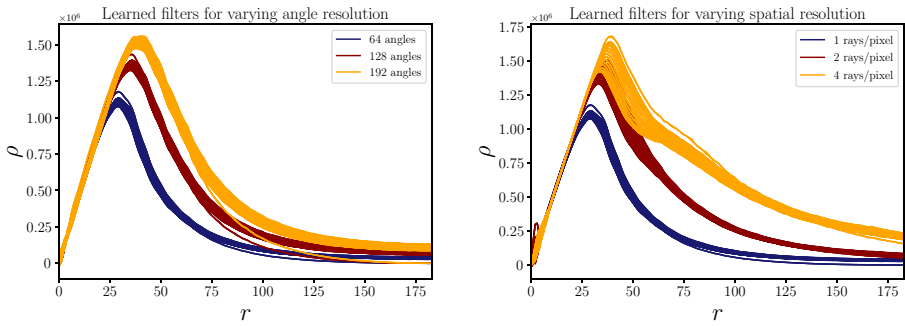 Learned filters for varying angle resolution
×10⁶
1.50
1.25
1.00
0.75
0.50
0.25
0
ρ
64 angles
128 angles
192 angles
0 25 50 75 100 125 150 175
r
Learned filters for varying spatial resolution
×10⁶
1.75
1.50
1.25
1.00
0.75
0.50
0.25
0
ρ
1 rays/pixel
2 rays/pixel
4 rays/pixel
0 25 50 75 100 125 150 175
r